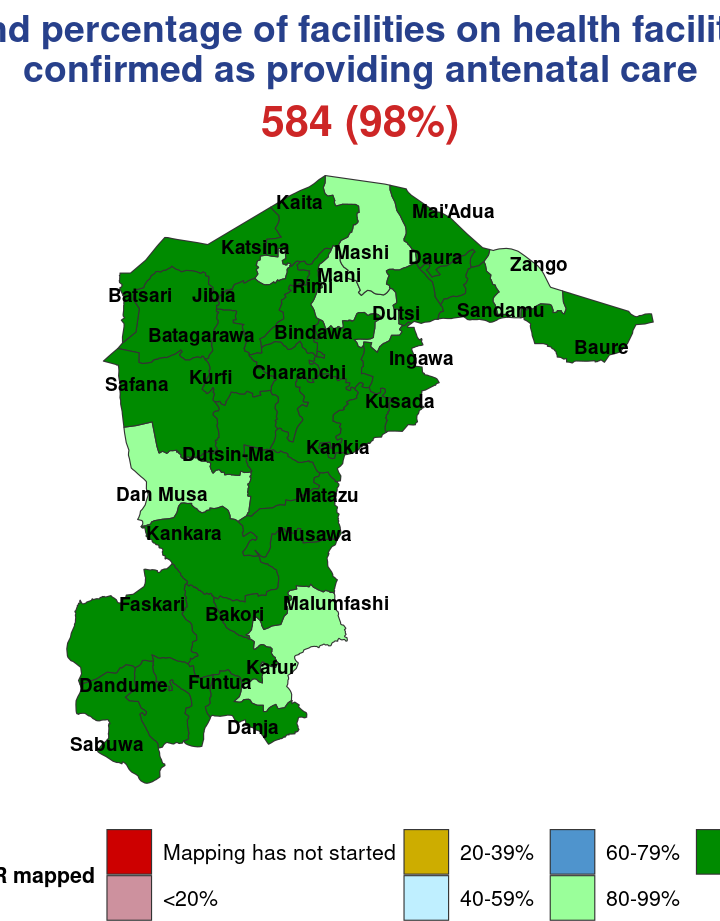 nd percentage of facilities on health facilit
confirmed as providing antenatal care
584 (98%)
Kaita
Mai'Adua
Katsina
Mashi
Daura
Zango
Mani
Rimi
Batsari
Jibia
Dutsi
Sandamu
Batagarawa
Bindawa
Baure
Ingawa
Charanchi
Safana
Kurfi
Kusada
Kankia
Dutsin-Ma
Dan Musa
Matazu
Kankara
Musawa
Faskari
Bakori
Malumfashi
Kafur
Dandume
Funtua
Danja
Sabuwa
R mapped
Mapping has not started
20-39%
60-79%
<20%
40-59%
80-99%